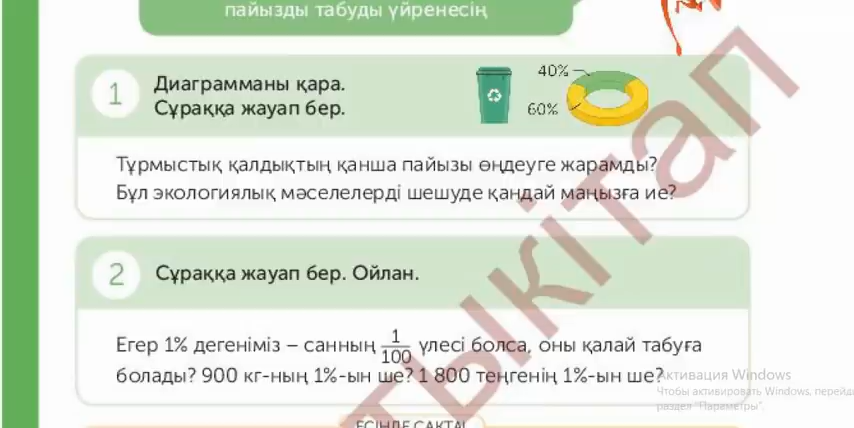 пайызды табуды үйренесің
1
Диаграмманы қара.
Сұраққа жауап бер.
40%
60%
Тұрмыстық қалдықтың қанша пайызы өңдеуге жарамды?
Бұл экологиялық мәселелерді шешуде қандай маңызға ие?
2
Сұраққа жауап бер. Ойлан.
Егер 1% дегеніміз – санның 1/100 үлесі болса, оны қалай табуға
болады? 900 кг-ның 1%-ын ше? 1 800 теңгенің 1%-ын ше?
Активация Windows
Чтобы активировать Windows, перейд
раздел "Параметры".
ЕСІҢДЕ САҚТА!
тықкітап